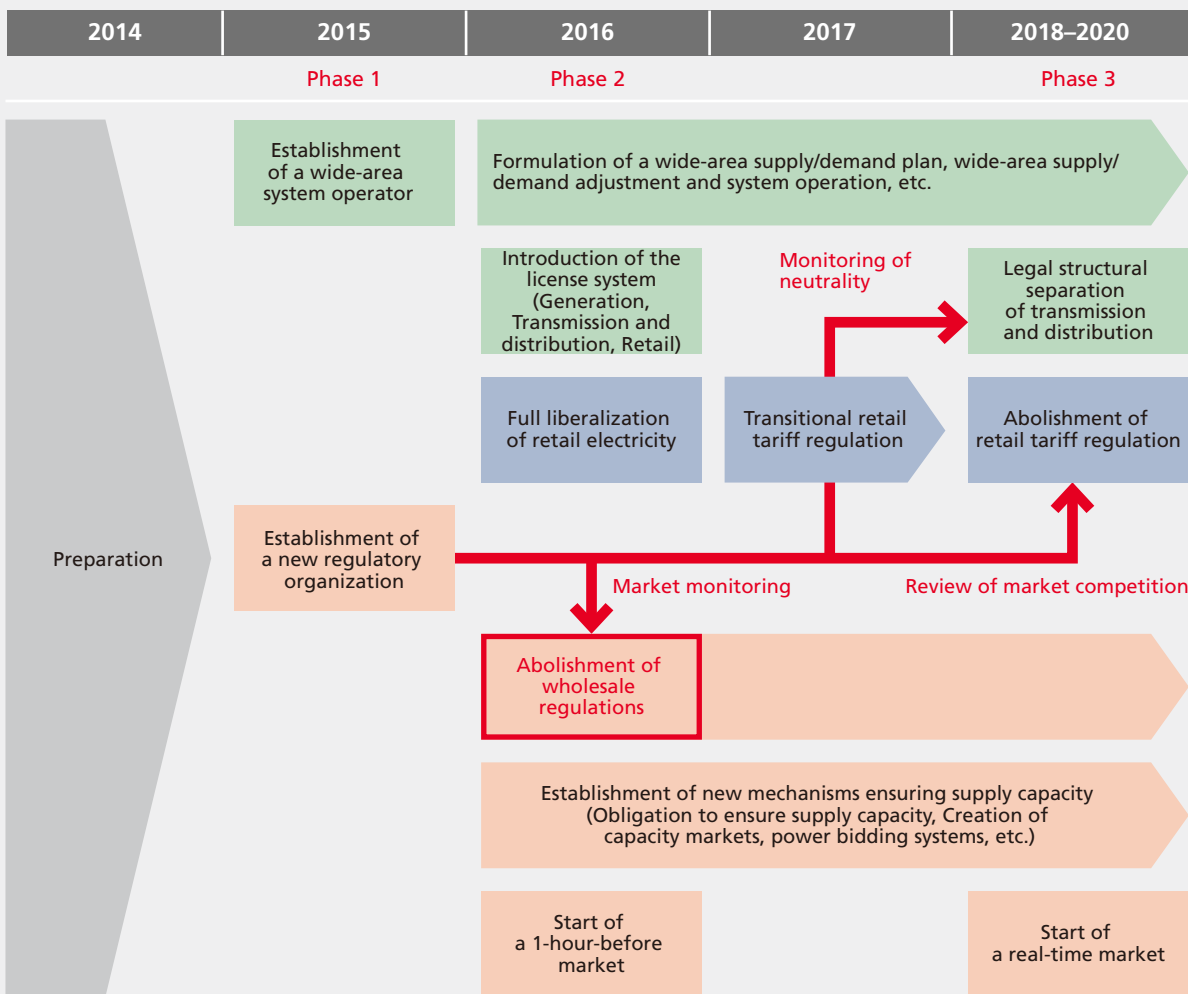 2014
2015
2016
2017
2018–2020
Phase 1
Phase 2
Phase 3
Establishment
of a wide-area
system operator
Formulation of a wide-area supply/demand plan, wide-area supply/
demand adjustment and system operation, etc.
Introduction of the
license system
(Generation,
Transmission and
distribution, Retail)
Monitoring of
neutrality
Legal structural
separation
of transmission
and distribution
Full liberalization
of retail electricity
Transitional retail
tariff regulation
Abolishment of
retail tariff regulation
Preparation
Establishment of
a new regulatory
organization
Market monitoring
Review of market competition
Abolishment of
wholesale
regulations
Establishment of new mechanisms ensuring supply capacity
(Obligation to ensure supply capacity, Creation of
capacity markets, power bidding systems, etc.)
Start of
a 1-hour-before
market
Start of
a real-time market